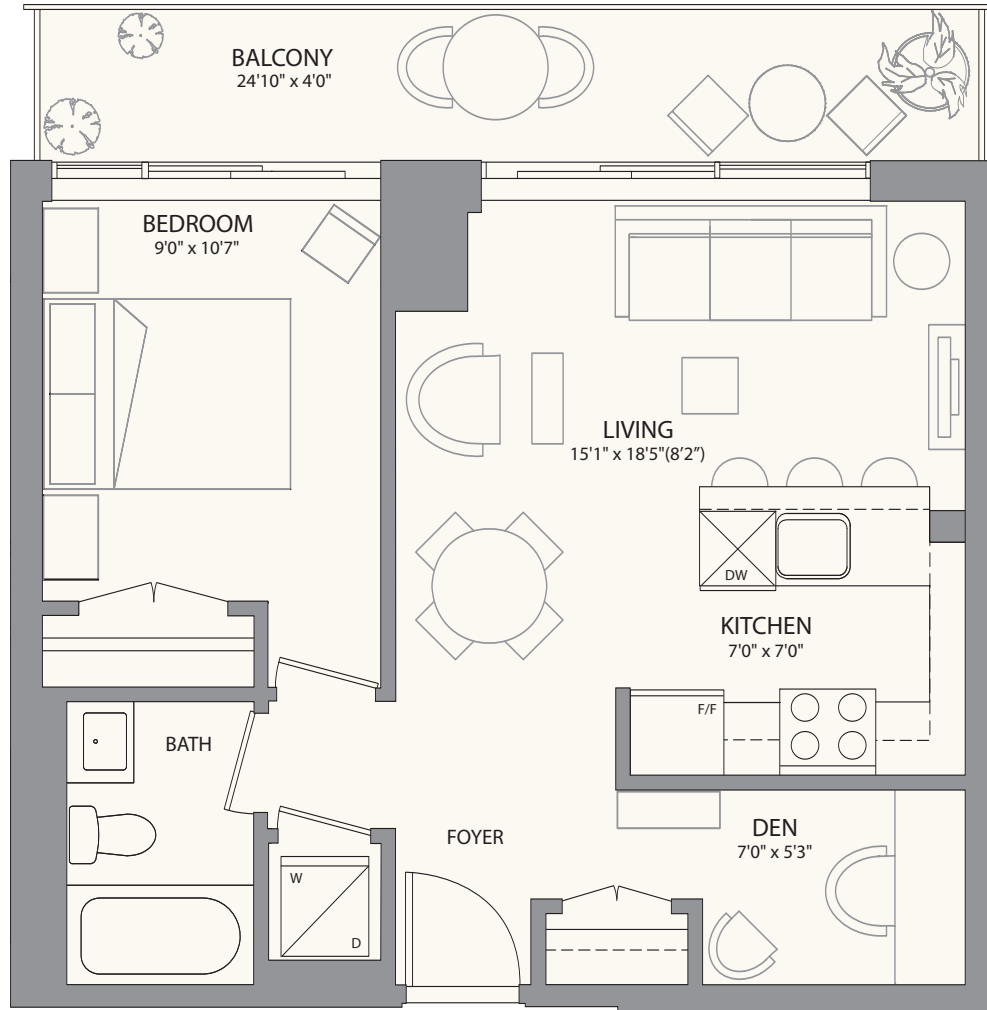 BALCONY
24'10" x 4'0"
BEDROOM
9'0" x 10'7"
LIVING
15'1" x 18'5"(8’2”)
DW
KITCHEN
7'0" x 7'0"
F/F
BATH
FOYER
DEN
7'0" x 5'3"
W
D